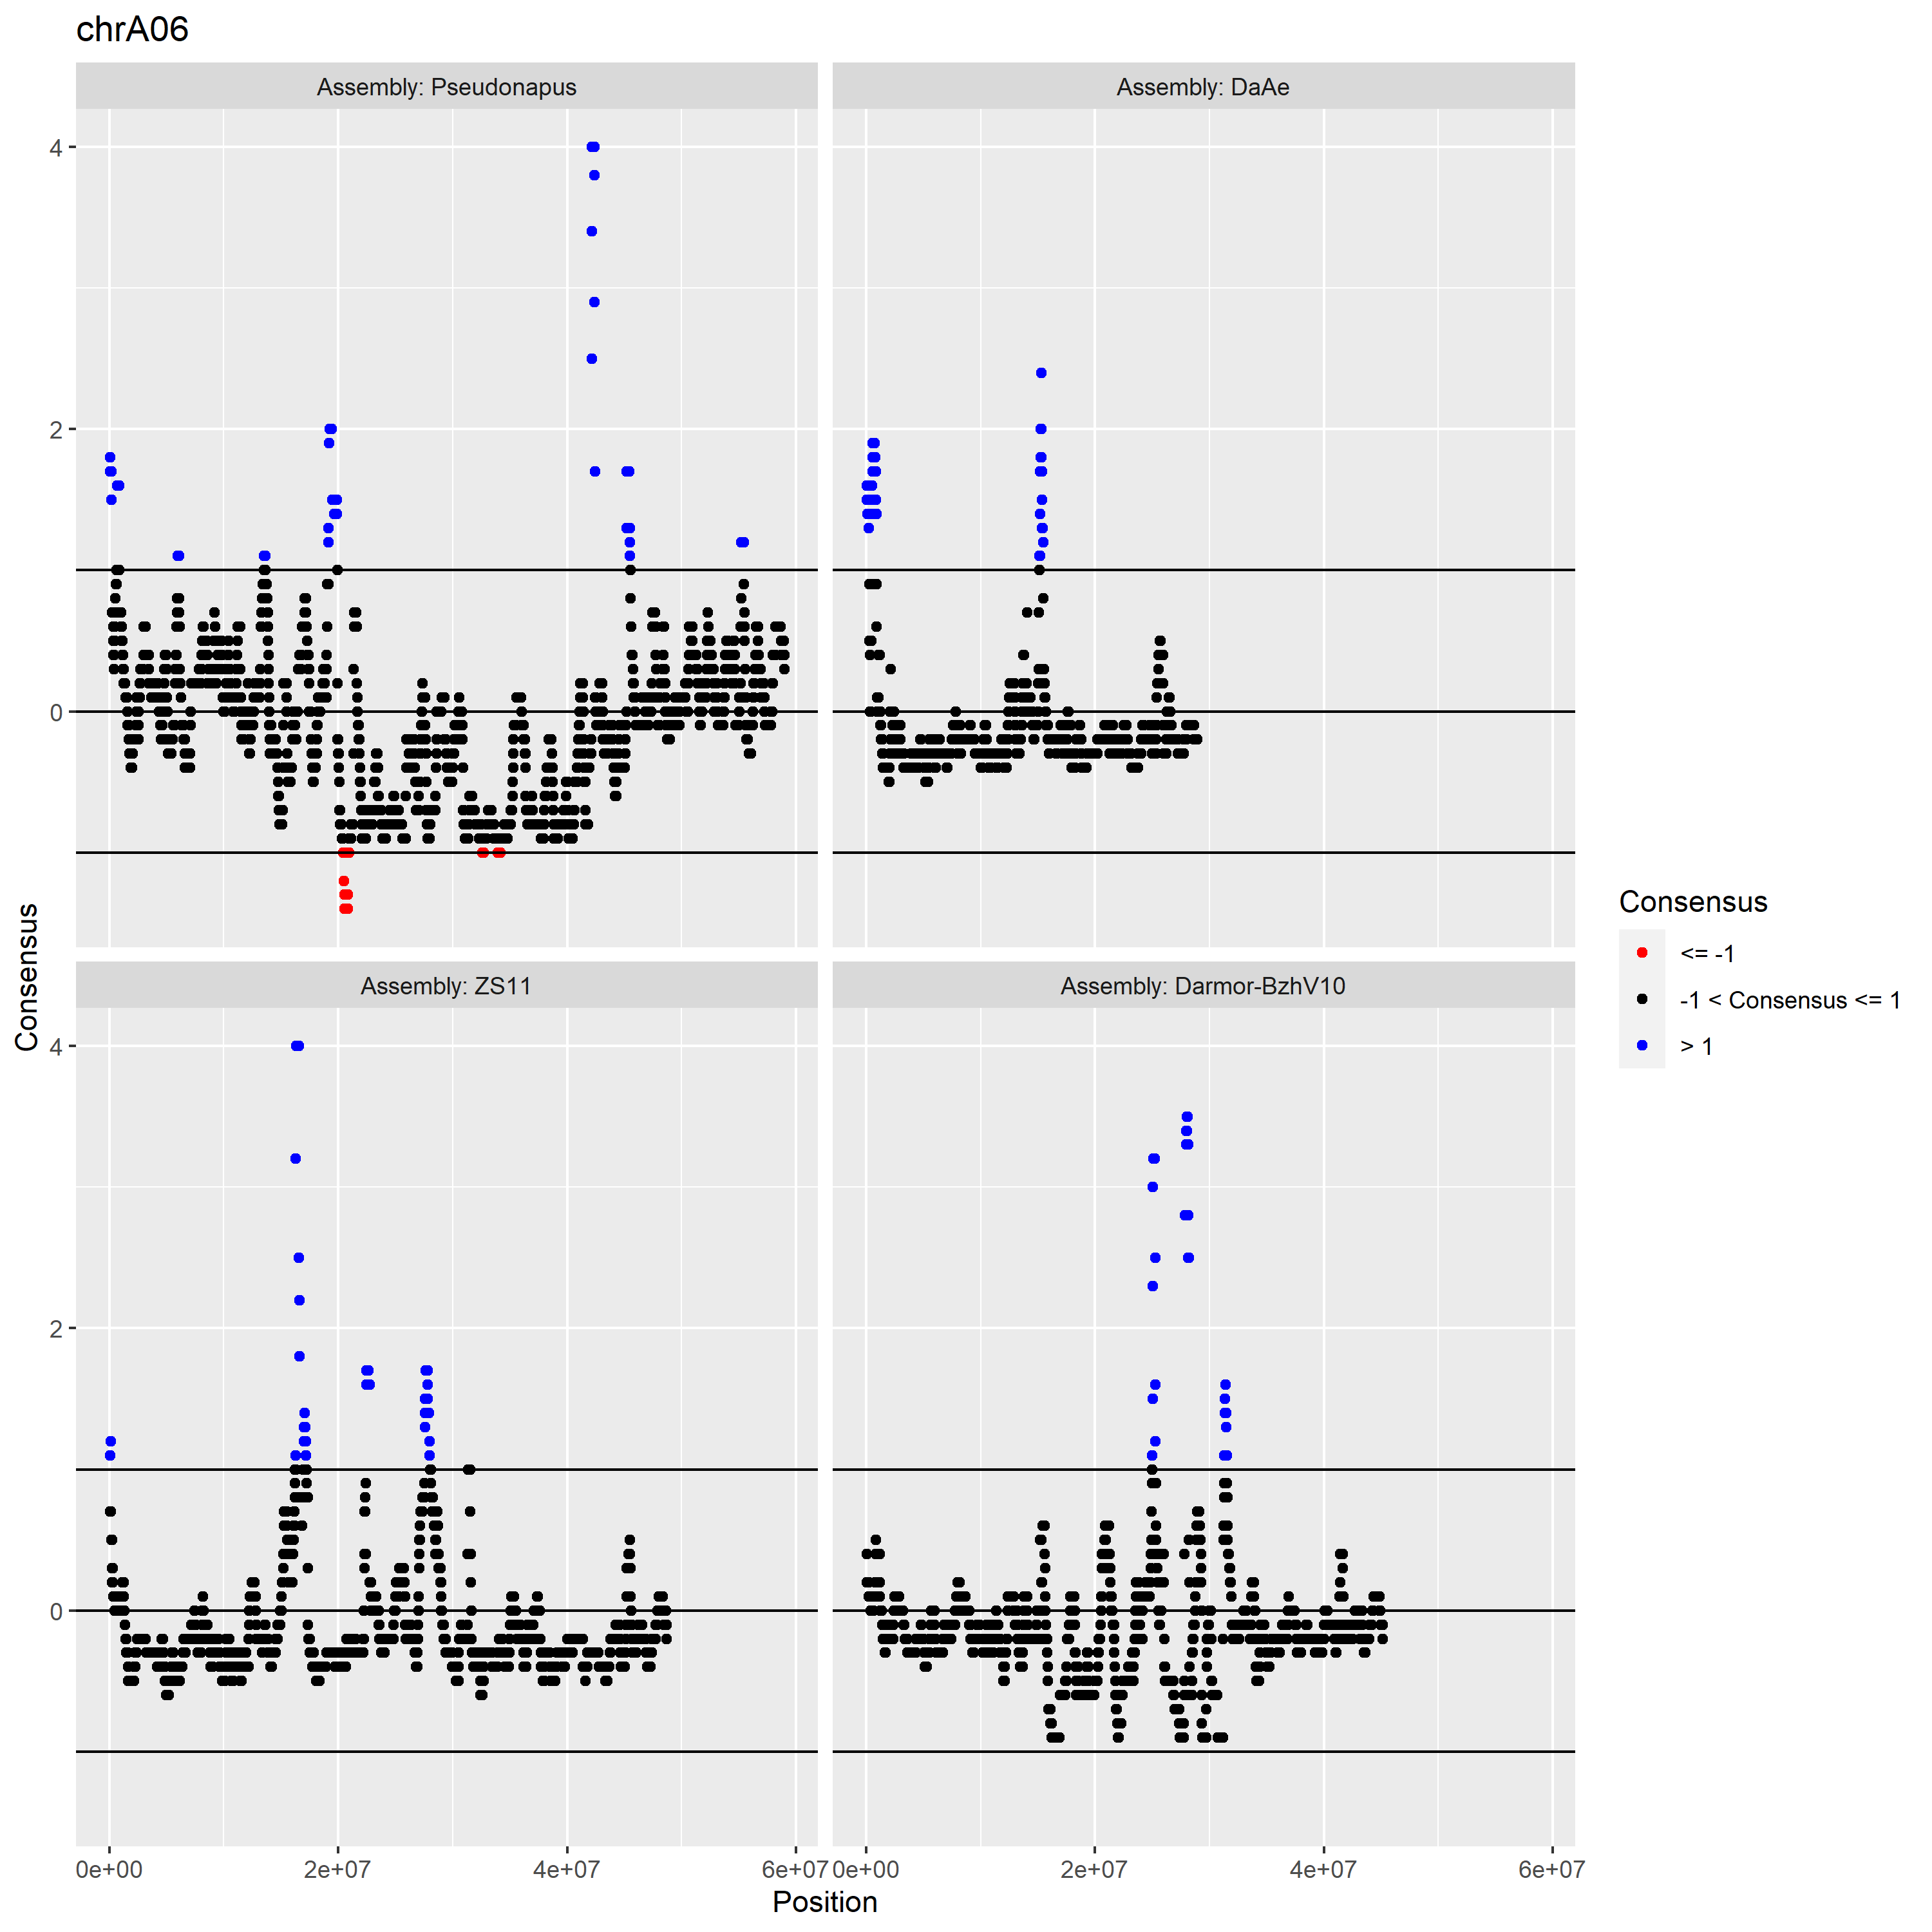 chrA06
Assembly: Pseudonapus
Assembly: DaAe
4
2
0
Assembly: ZS11
Assembly: Darmor-BzhV10
4
2
0
Consensus
0e+00 2e+07 4e+07 6e+07 0e+00 2e+07 4e+07 6e+07
Position
Consensus
<= -1
-1 < Consensus <= 1
> 1